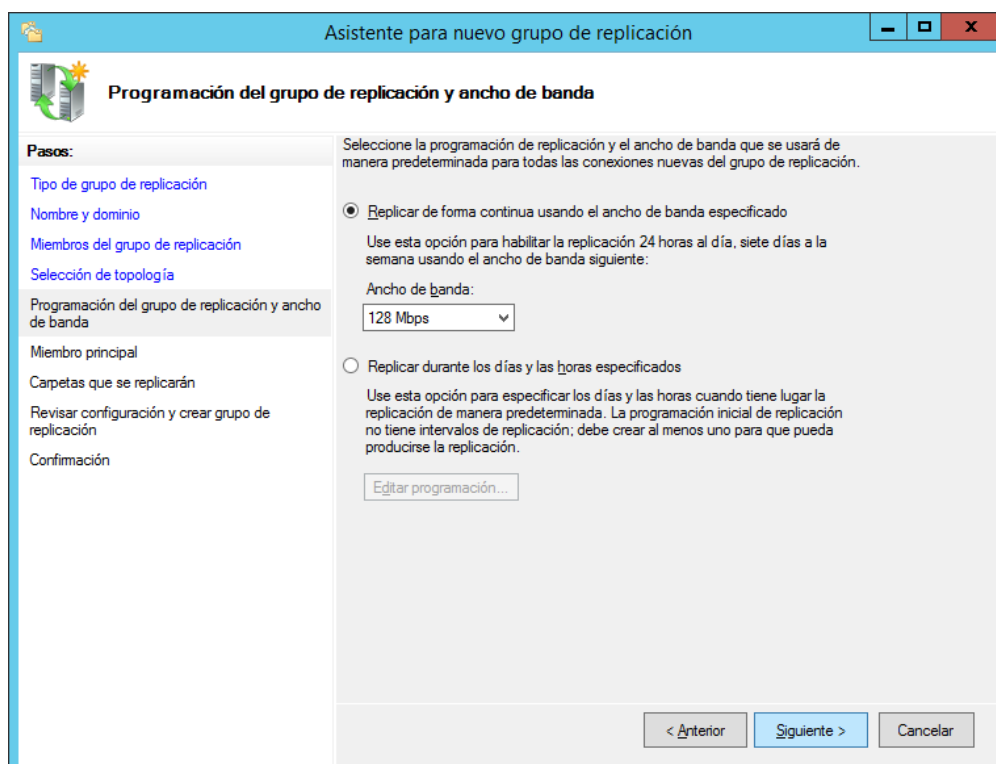 Asistente para nuevo grupo de replicación
Programación del grupo de replicación y ancho de banda
Pasos:
Tipo de grupo de replicación
Nombre y dominio
Miembros del grupo de replicación
Selección de topología
Programación del grupo de replicación y ancho
de banda
Miembro principal
Carpetas que se replicarán
Revisar configuración y crear grupo de
replicación
Confirmación
Seleccione la programación de replicación y el ancho de banda que se usará de
manera predeterminada para todas las conexiones nuevas del grupo de replicación.
Replicar de forma continua usando el ancho de banda especificado
Use esta opción para habilitar la replicación 24 horas al día, siete días a la
semana usando el ancho de banda siguiente:
Ancho de banda:
128 Mbps
Replicar durante los días y las horas especificados
Use esta opción para especificar los días y las horas cuando tiene lugar la
replicación de manera predeterminada. La programación inicial de replicación
no tiene intervalos de replicación; debe crear al menos uno para que pueda
producirse la replicación.
Editar programación...
< Anterior
Siguiente >
Cancelar